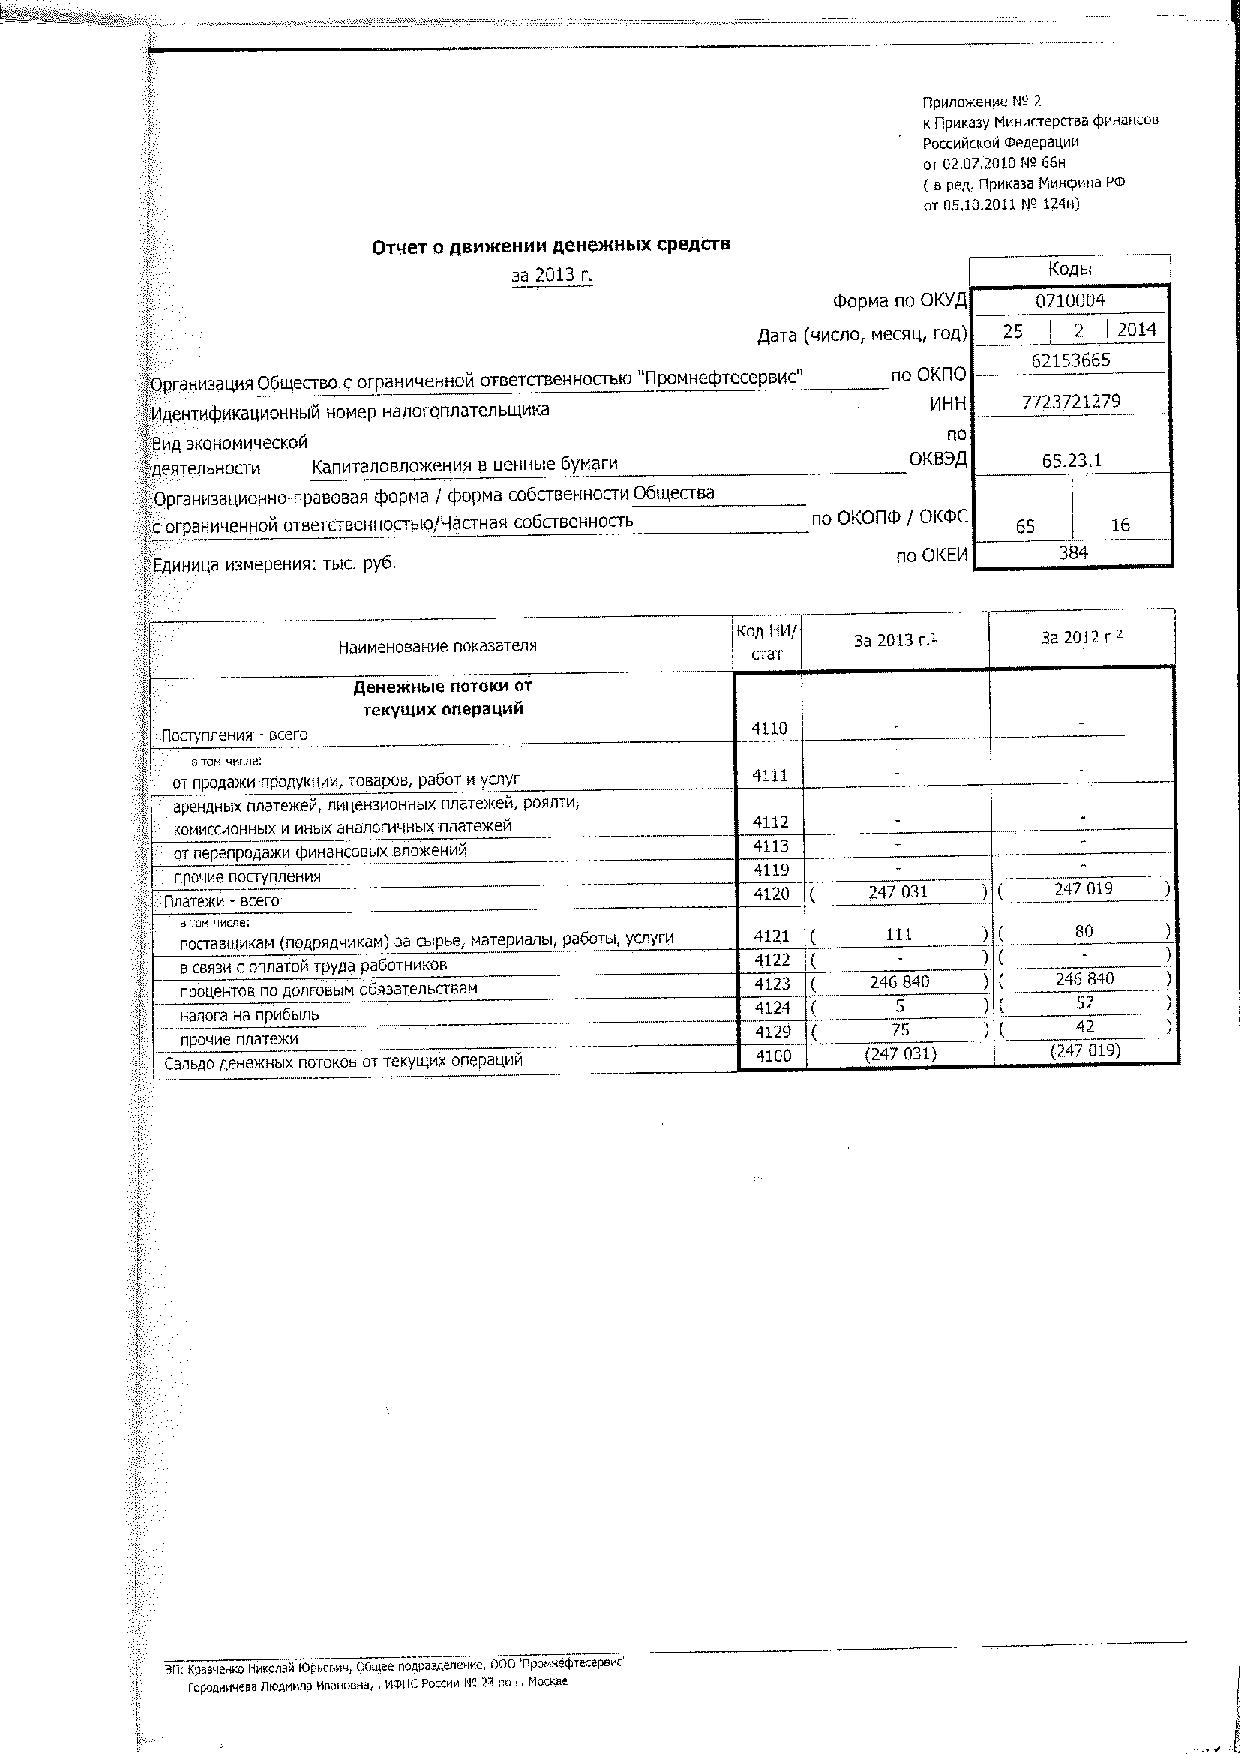 Приложение № 2
к Приказу Министерства финансов
Российской Федерации
от 02.07.2010 № 66н
( в ред. Приказа Минфина РФ
от 05.10.2011 № 124н)
Отчет о движении денежных средств
за 2013 г.
Коды
Форма по ОКУД 0710004
Дата (число, месяц, год) 25 2 2014
Организация Общество с ограниченной ответственностью "Промнефтесервис" по ОКПО 62153665
Идентификационный номер налогоплательщика ИНН 7723721279
Вид экономической по
деятельности Капиталовложения в ценные бумаги ОКВЭД 65.23.1
Организационно-правовая форма / форма собственности Общества
с ограниченной ответственностью/Частная собственность по ОКОПФ / ОКФС 65 16
Единица измерения: тыс. руб. по ОКЕИ 384
Наименование показателя Код НИ/стат За 2013 г.1 За 2012 г.2
Денежные потоки от
текущих операций
Поступления - всего 4110 - -
в том числе:
от продажи продукции, товаров, работ и услуг 4111 - -
арендных платежей, лицензионных платежей, роялти,
комиссионных и иных аналогичных платежей 4112 - -
от перепродажи финансовых вложений 4113 - -
прочие поступления 4119 - -
Платежи - всего 4120 ( 247 031 ) ( 247 019 )
в том числе:
поставщикам (подрядчикам) за сырье, материалы, работы, услуги 4121 ( 111 ) ( 80 )
в связи с оплатой труда работников 4122 ( - ) ( - )
процентов по долговым обязательствам 4123 ( 246 840 ) ( 246 840 )
налога на прибыль 4124 ( 5 ) ( 57 )
прочие платежи 4129 ( 75 ) ( 42 )
Сальдо денежных потоков от текущих операций 4100 (247 031) (247 019)
ЭП: Кравченко Николай Юрьевич, Общее подразделение, ООО "Промнефтесервис"
Городничева Людмила Ивановна, , ИФНС России № 23 по г. Москве